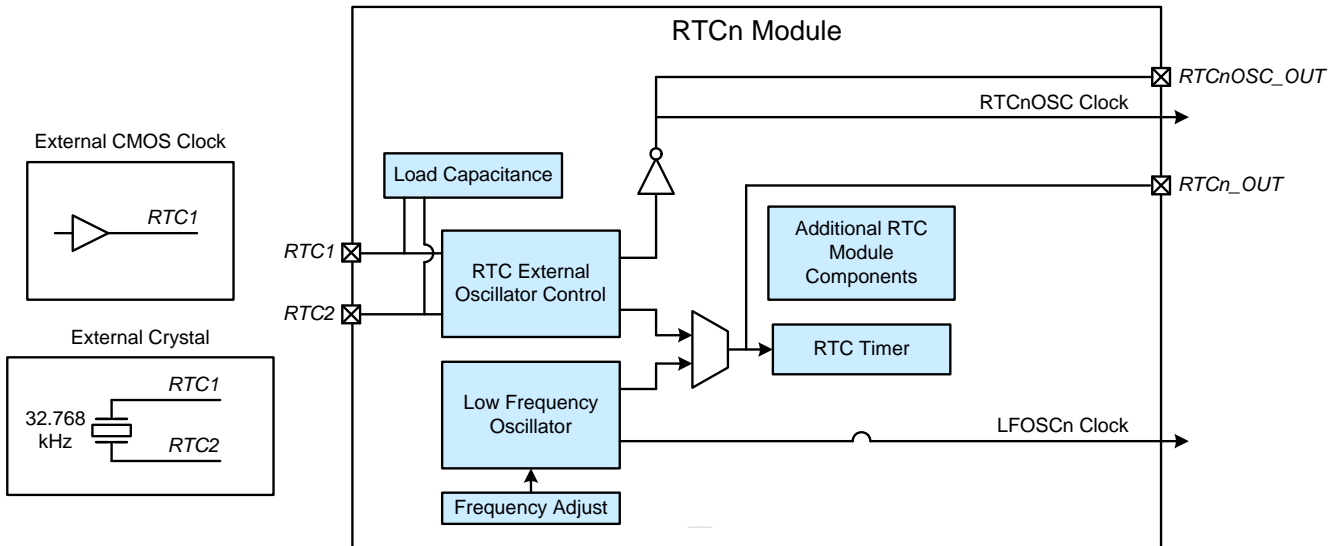 RTCn Module
RTCnOSC_OUT
RTCnOSC Clock
External CMOS Clock
RTC1
Load Capacitance
RTCn_OUT
RTC1
RTC2
RTC External
Oscillator Control
Additional RTC
Module
Components
External Crystal
RTC1
32.768
kHz
RTC2
RTC Timer
Low Frequency
Oscillator
LFOSCn Clock
Frequency Adjust